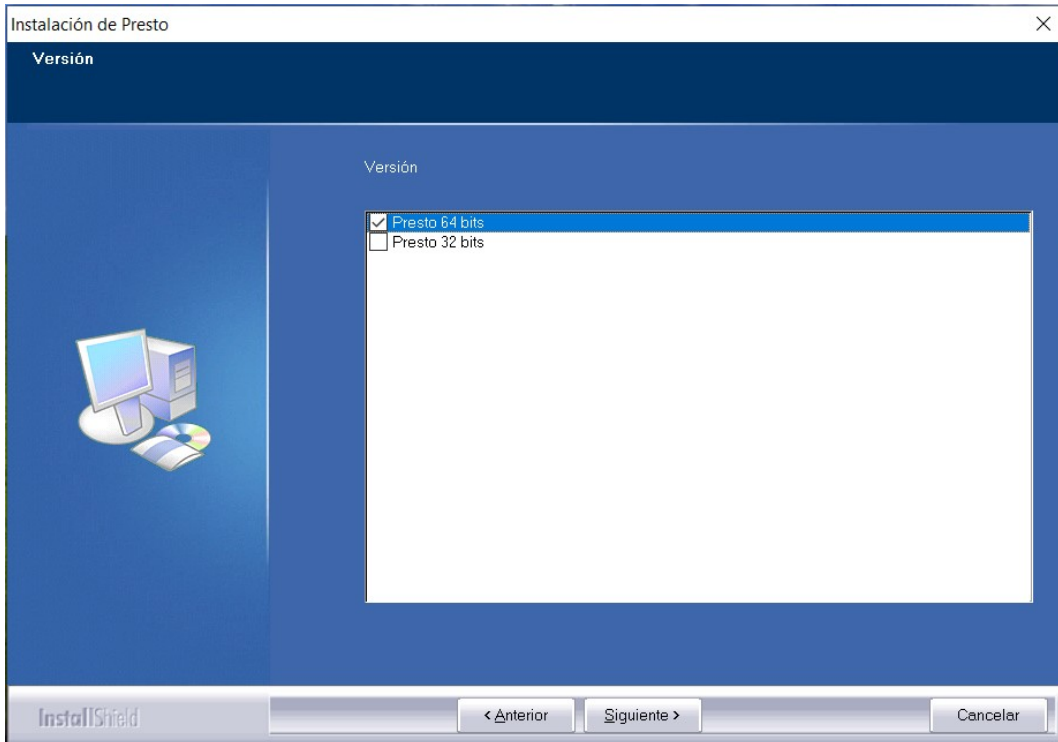 Instalación de Presto
Versión
Versión
Presto 64 bits
Presto 32 bits
InstallShield
< Anterior
Siguiente >
Cancelar